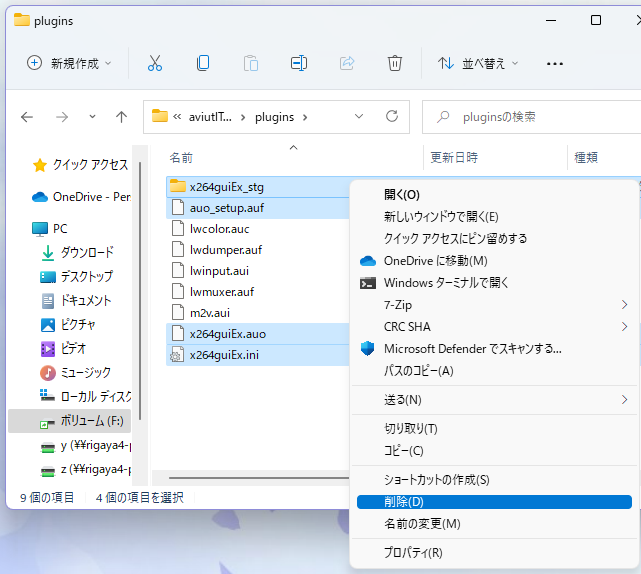 plugins
新規作成
並べ替え
« aviutlT... › plugins ›
pluginsの検索
名前
更新日時
種類
クイック アクセス
OneDrive - Pers
PC
ダウンロード
デスクトップ
ドキュメント
ピクチャ
ビデオ
ミュージック
ローカル ディスク
ボリューム (F:)
y (¥¥rigaya4-p
z (¥¥rigaya4-p
x264guiEx_stg
auo_setup.auf
lwcolor.auc
lwdumper.auf
lwinput.aui
lwmuxer.auf
m2v.aui
x264guiEx.auo
x264guiEx.ini
開く(O)
新しいウィンドウで開く(E)
クイック アクセスにピン留めする
OneDrive に移動(M)
Windows ターミナルで開く
7-Zip
CRC SHA
Microsoft Defender でスキャンする...
パスのコピー(A)
送る(N)
切り取り(T)
コピー(C)
ショートカットの作成(S)
削除(D)
名前の変更(M)
プロパティ(R)
9 個の項目
4 個の項目を選択